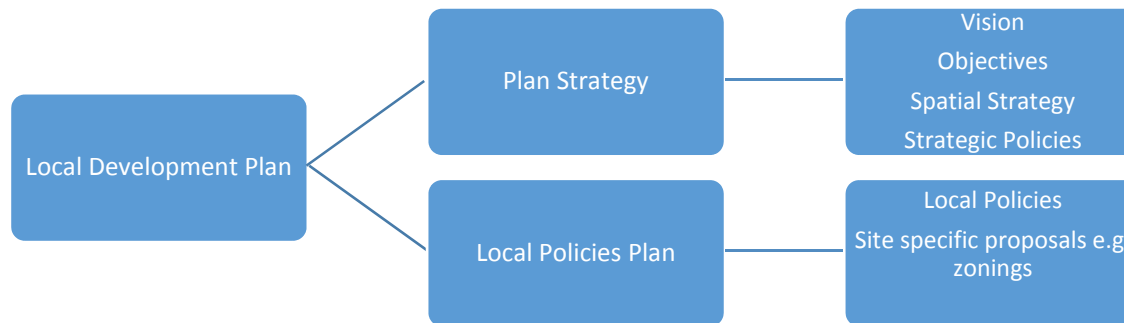 Local Development Plan
Plan Strategy
Vision
Objectives
Spatial Strategy
Strategic Policies
Local Policies Plan
Local Policies
Site specific proposals e.g
zonings